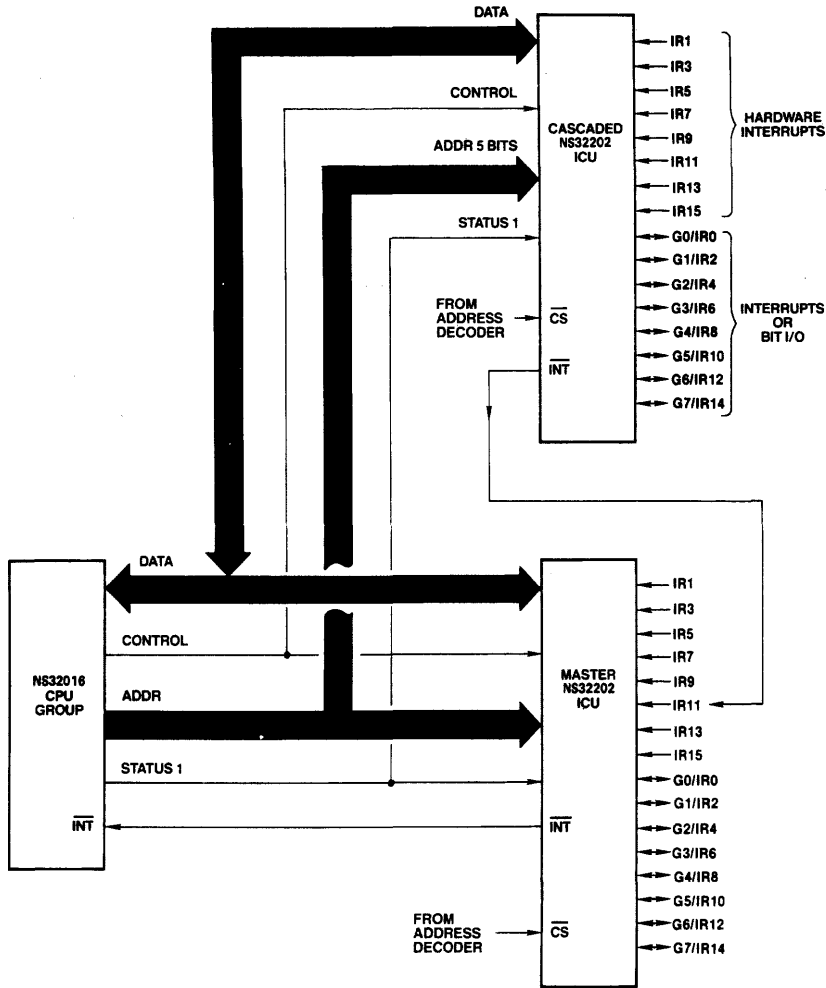 DATA
CONTROL
ADDR 5 BITS
STATUS 1
FROM
ADDRESS
DECODER
CS
INT
CASCADED
NS32202
ICU
IR1
IR3
IR5
IR7
IR9
IR11
IR13
IR15
HARDWARE
INTERRUPTS
G0/IR0
G1/IR2
G2/IR4
G3/IR6
G4/IR8
G5/IR10
G6/IR12
G7/IR14
INTERRUPTS
OR
BIT I/O
NS32016
CPU
GROUP
INT
DATA
CONTROL
ADDR
STATUS 1
MASTER
NS32202
ICU
INT
FROM
ADDRESS
DECODER
CS
IR1
IR3
IR5
IR7
IR9
IR11
IR13
IR15
G0/IR0
G1/IR2
G2/IR4
G3/IR6
G4/IR8
G5/IR10
G6/IR12
G7/IR14